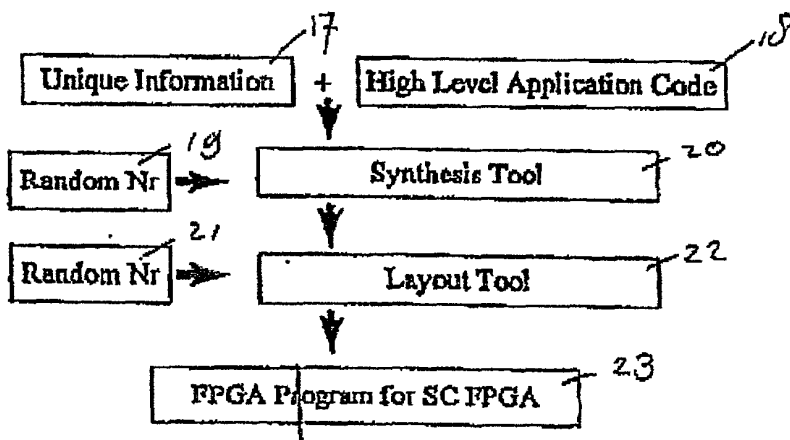 17
18
Unique Information + High Level Application Code
19
20
Random Nr
Synthesis Tool
21
22
Random Nr
Layout Tool
23
FPGA Program for SC FPGA